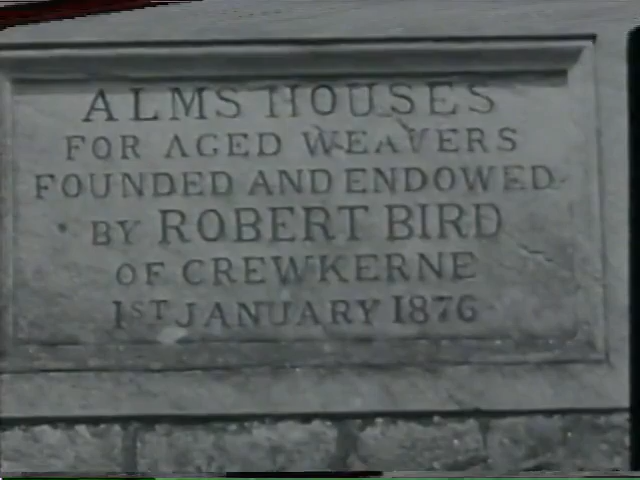 ALMS HOUSES
FOR AGED WEAVERS
FOUNDED AND ENDOWED
BY ROBERT BIRD
OF CREWKERNE
1ST JANUARY 1876